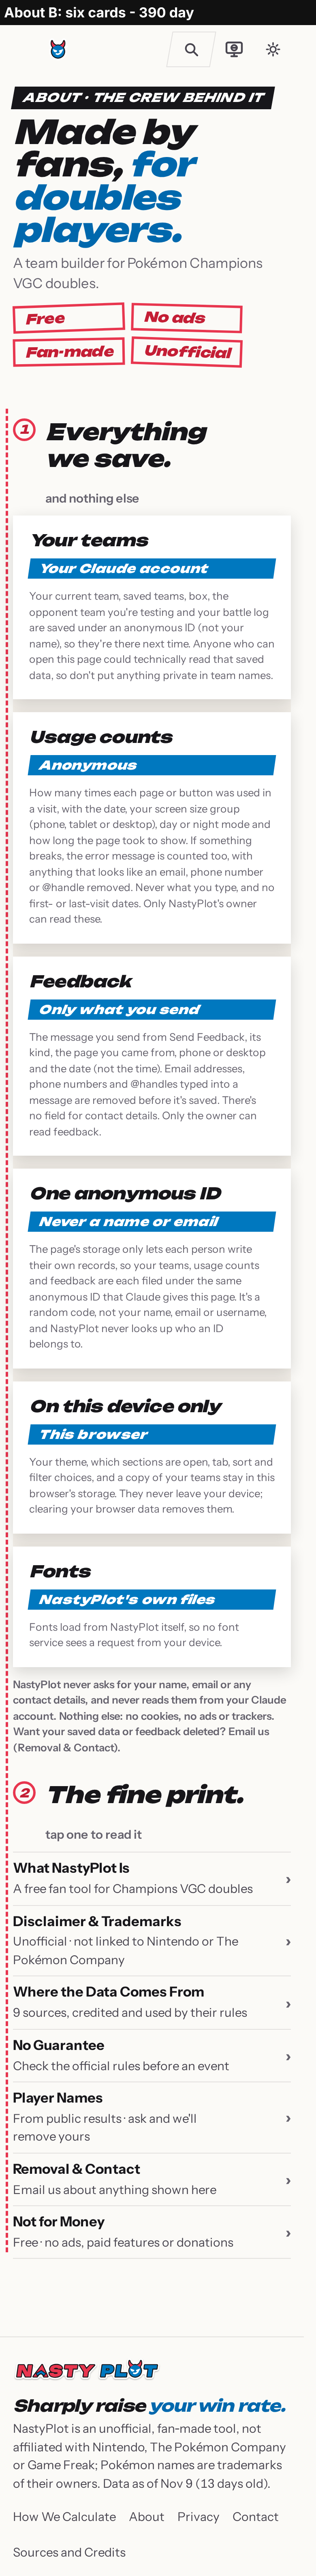 About B: six cards - 390 day
ABOUT · THE CREW BEHIND IT
Made by
fans, for
doubles
players.
A team builder for Pokémon Champions
VGC doubles.
Free
No ads
Fan-made
Unofficial
1
Everything
we save.
and nothing else
Your teams
Your Claude account
Your current team, saved teams, box, the
opponent team you're testing and your battle log
are saved under an anonymous ID (not your
name), so they're there next time. Anyone who can
open this page could technically read that saved
data, so don't put anything private in team names.
Usage counts
Anonymous
How many times each page or button was used in
a visit, with the date, your screen size group
(phone, tablet or desktop), day or night mode and
how long the page took to show. If something
breaks, the error message is counted too, with
anything that looks like an email, phone number
or @handle removed. Never what you type, and no
first- or last-visit dates. Only NastyPlot's owner
can read these.
Feedback
Only what you send
The message you send from Send Feedback, its
kind, the page you came from, phone or desktop
and the date (not the time). Email addresses,
phone numbers and @handles typed into a
message are removed before it's saved. There's
no field for contact details. Only the owner can
read feedback.
One anonymous ID
Never a name or email
The page's storage only lets each person write
their own records, so your teams, usage counts
and feedback are each filed under the same
anonymous ID that Claude gives this page. It's a
random code, not your name, email or username,
and NastyPlot never looks up who an ID
belongs to.
On this device only
This browser
Your theme, which sections are open, tab, sort and
filter choices, and a copy of your teams stay in this
browser's storage. They never leave your device;
clearing your browser data removes them.
Fonts
NastyPlot's own files
Fonts load from NastyPlot itself, so no font
service sees a request from your device.
NastyPlot never asks for your name, email or any
contact details, and never reads them from your Claude
account. Nothing else: no cookies, no ads or trackers.
Want your saved data or feedback deleted? Email us
(Removal & Contact).
2
The fine print.
tap one to read it
What NastyPlot Is
A free fan tool for Champions VGC doubles
Disclaimer & Trademarks
Unofficial · not linked to Nintendo or The
Pokémon Company
Where the Data Comes From
9 sources, credited and used by their rules
No Guarantee
Check the official rules before an event
Player Names
From public results · ask and we'll
remove yours
Removal & Contact
Email us about anything shown here
Not for Money
Free · no ads, paid features or donations
NASTY PLOT
Sharply raise your win rate.
NastyPlot is an unofficial, fan-made tool, not
affiliated with Nintendo, The Pokémon Company
or Game Freak; Pokémon names are trademarks
of their owners. Data as of Nov 9 (13 days old).
How We Calculate About Privacy Contact
Sources and Credits